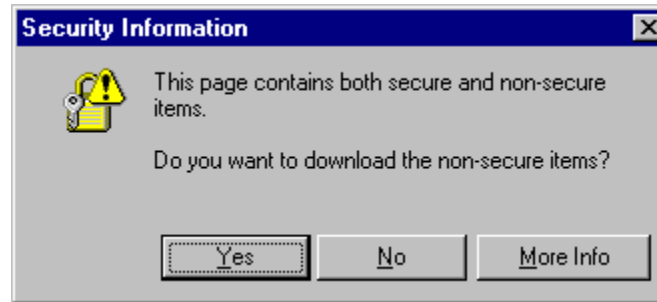 Security Information
This page contains both secure and non-secure
items.
Do you want to download the non-secure items?
Yes
No
More Info